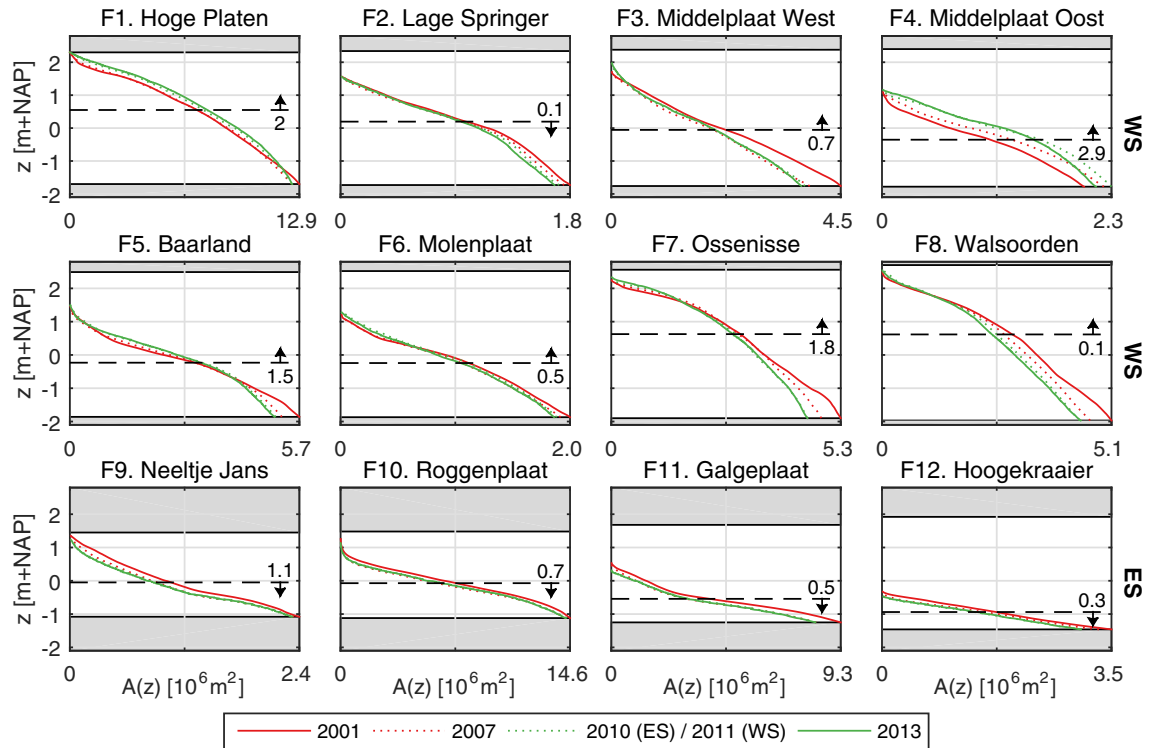 F1. Hoge Platen F2. Lage Springer F3. Middelplaat West F4. Middelplaat Oost
z [m+NAP]
2
1
0
-1
-2
2
0.1
0.7
2.9
WS
0 12.9 0 1.8 0 4.5 0 2.3
F5. Baarland F6. Molenplaat F7. Ossenisse F8. Walsoorden
z [m+NAP]
2
1
0
-1
-2
1.5
0.5
1.8
0.1
WS
0 5.7 0 2.0 0 5.3 0 5.1
F9. Neeltje Jans F10. Roggenplaat F11. Galgeplaat F12. Hoogekraaier
z [m+NAP]
2
1
0
-1
-2
1.1
0.7
0.5
0.3
ES
0 2.4 0 14.6 0 9.3 0 3.5
A(z) [10⁶m²] A(z) [10⁶m²] A(z) [10⁶m²] A(z) [10⁶m²]
2001 2007 2010 (ES) / 2011 (WS) 2013